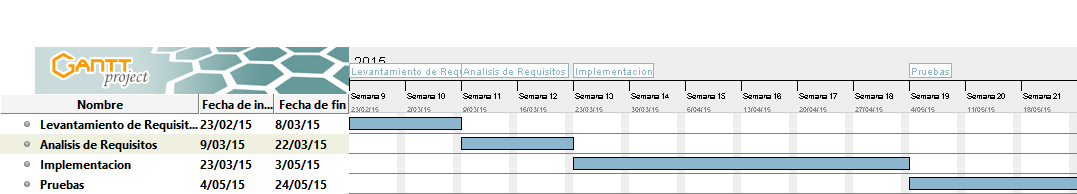 GANTT
project
2015
Levantamiento de Req Analisis de Requisitos Implementacion Pruebas
Nombre Fecha de in... Fecha de fin
Semana 9 Semana 10 Semana 11 Semana 12 Semana 13 Semana 14 Semana 15 Semana 16 Semana 17 Semana 18 Semana 19 Semana 20 Semana 21
23/02/15 2/03/15 9/03/15 16/03/15 23/03/15 30/03/15 6/04/15 13/04/15 20/04/15 27/04/15 4/05/15 11/05/15 18/05/15
Levantamiento de Requisit... 23/02/15 8/03/15
Analisis de Requisitos 9/03/15 22/03/15
Implementacion 23/03/15 3/05/15
Pruebas 4/05/15 24/05/15